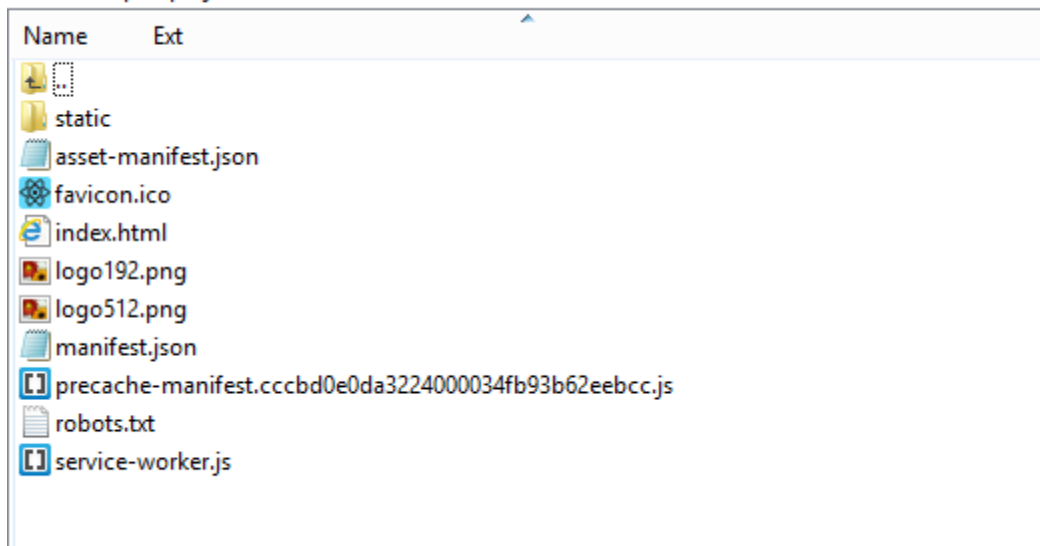 Name Ext
..
static
asset-manifest.json
favicon.ico
index.html
logo192.png
logo512.png
manifest.json
precache-manifest.cccbd0e0da3224000034fb93b62eebcc.js
robots.txt
service-worker.js